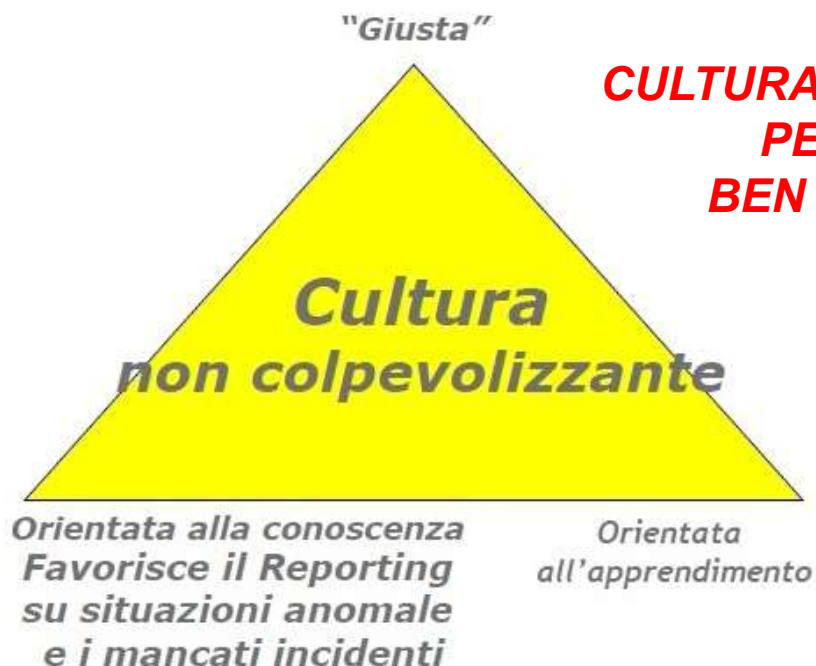 “Giusta”
CULTURA
PE
BEN
Cultura
non colpevolizzante
Orientata alla conoscenza
Favorisce il Reporting
su situazioni anomale
e i mancati incidenti
Orientata
all’apprendimento